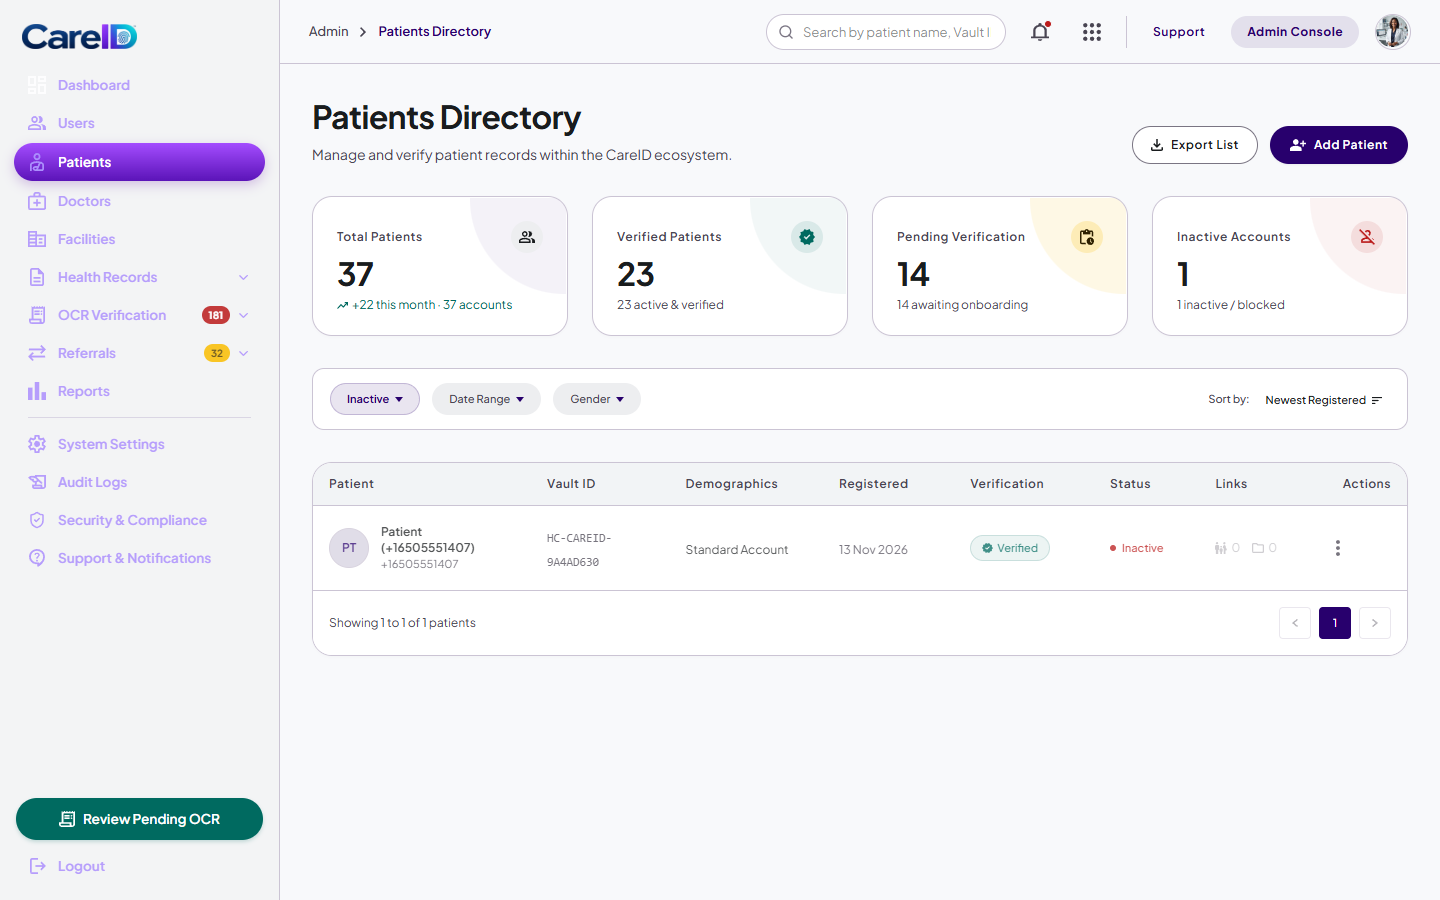 CareID
Dashboard
Users
Patients
Doctors
Facilities
Health Records
OCR Verification 181
Referrals 32
Reports
System Settings
Audit Logs
Security & Compliance
Support & Notifications
Review Pending OCR
Logout
Admin > Patients Directory
Search by patient name, Vault I
Support
Admin Console
Patients Directory
Manage and verify patient records within the CareID ecosystem.
Export List
Add Patient
Total Patients
37
+22 this month · 37 accounts
Verified Patients
23
23 active & verified
Pending Verification
14
14 awaiting onboarding
Inactive Accounts
1
1 inactive / blocked
Inactive
Date Range
Gender
Sort by: Newest Registered
Patient Vault ID Demographics Registered Verification Status Links Actions
PT
Patient
(+16505551407)
+16505551407
HC-CAREID-
9A4AD630
Standard Account
13 Nov 2026
Verified
Inactive
0 0
Showing 1 to 1 of 1 patients
< 1 >